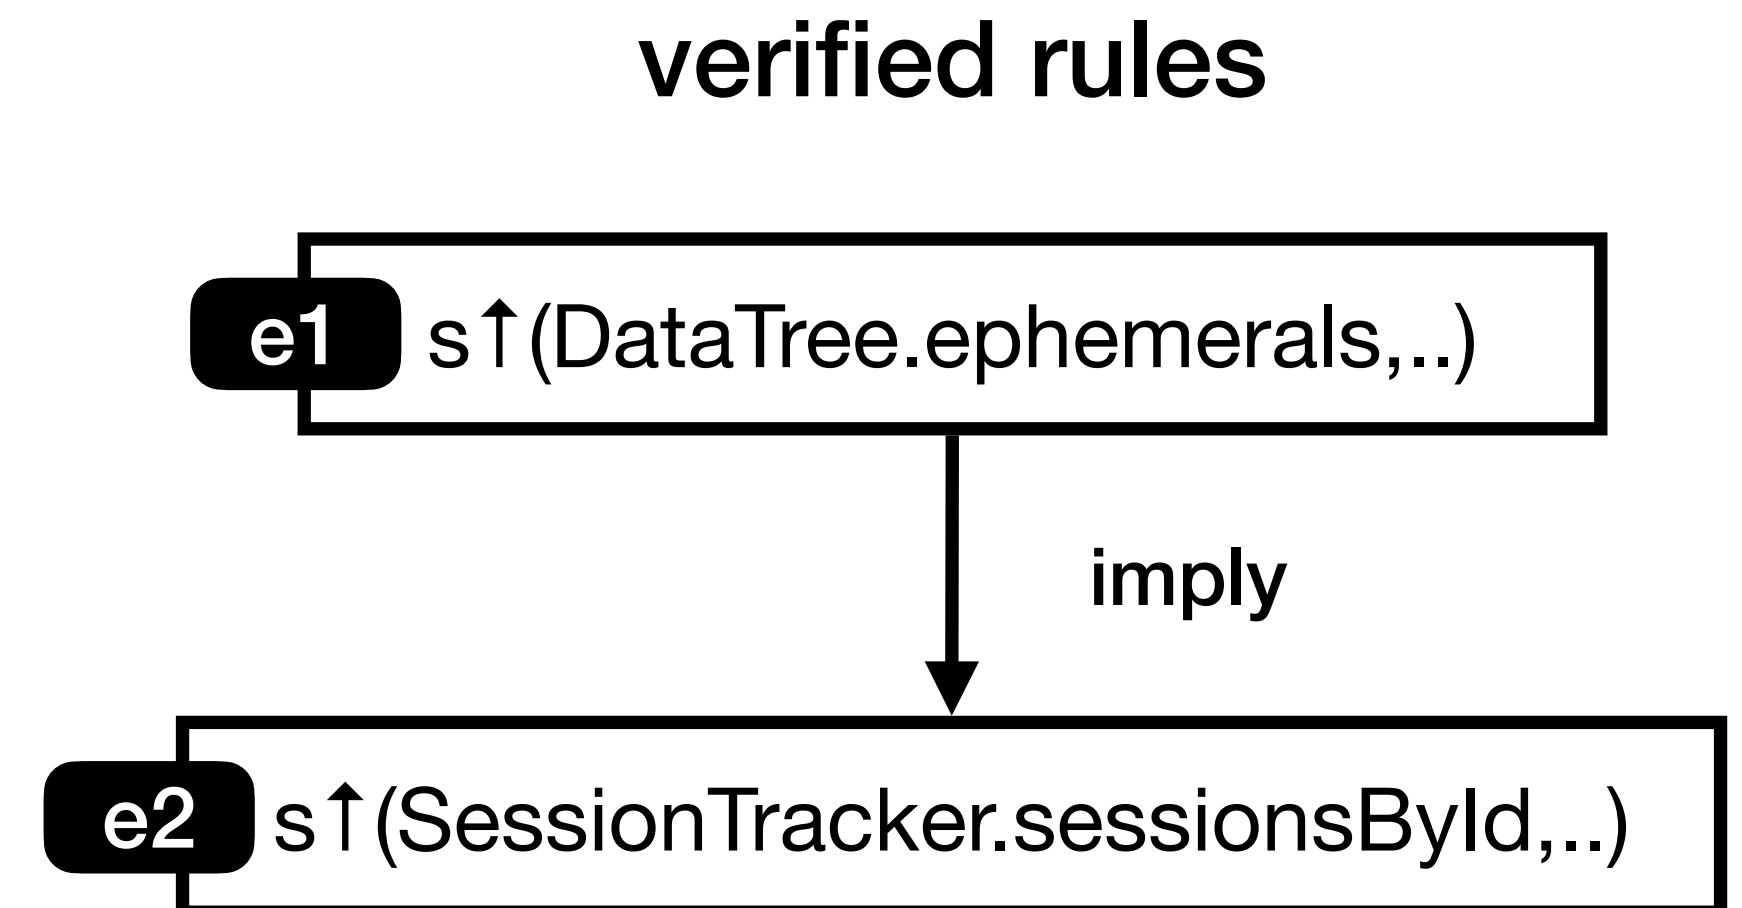 verified rules
e1 s↑(DataTree.ephemerals,..)
imply
e2 s↑(SessionTracker.sessionsById,..)